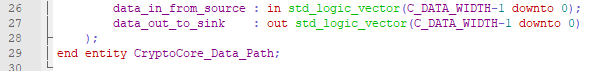 26 data_in_from_source : in std_logic_vector(C_DATA_WIDTH-1 downto 0);
27 data_out_to_sink : out std_logic_vector(C_DATA_WIDTH-1 downto 0)
28 );
29 end entity CryptoCore_Data_Path;
30